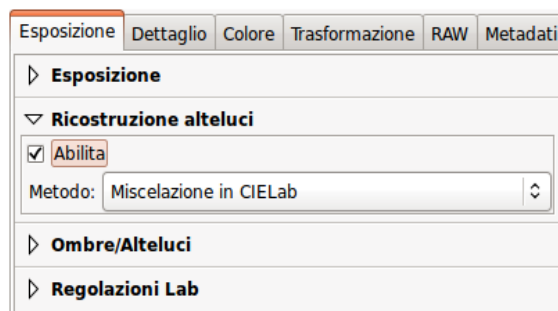 Esposizione Dettaglio Colore Trasformazione RAW Metadati
Esposizione
Ricostruzione alteluci
Abilita
Metodo: Miscelazione in CIELab
Ombre/Alteluci
Regolazioni Lab